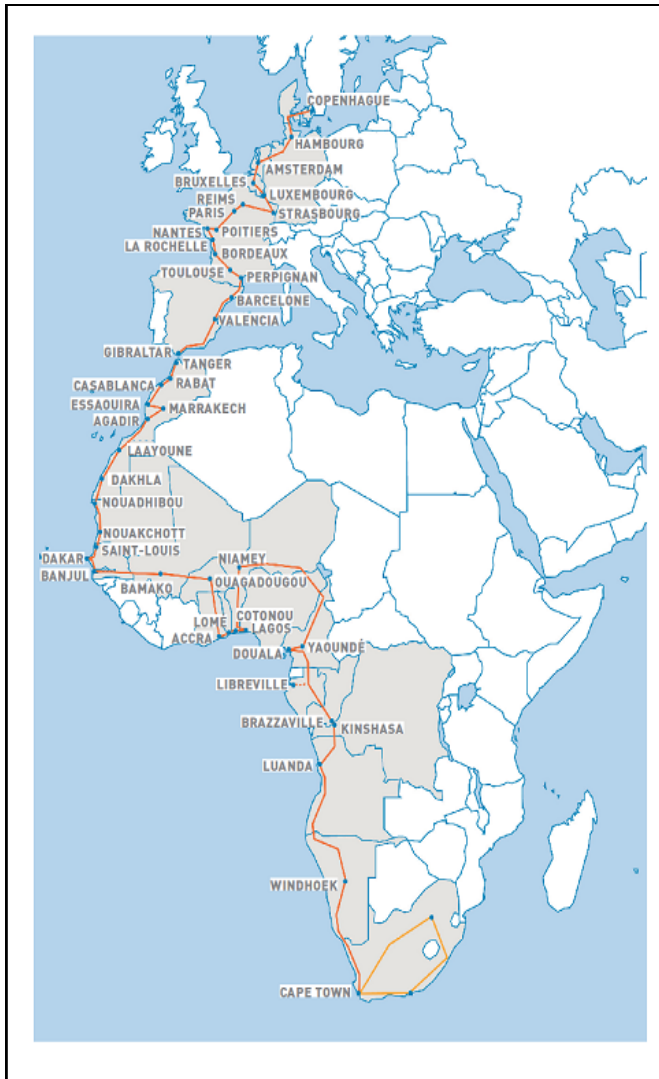 COPENHAGUE
HAMBOURG
AMSTERDAM
BRUXELLES
LUXEMBOURG
REIMS
PARIS
STRASBOURG
NANTES
POITIERS
LA ROCHELLE
BORDEAUX
TOULOUSE
PERPIGNAN
BARCELONE
VALENCIA
GIBRALTAR
TANGER
CASABLANCA
RABAT
ESSAOUIRA
MARRAKECH
AGADIR
LAAYOUNE
DAKHLA
NOUADHIBOU
NOUAKCHOTT
SAINT-LOUIS
DAKAR
NIAMEY
BANJUL
OUAGADOUGOU
BAMAKO
COTONOU
LOME
LAGOS
ACCRA
DOUALA
YAOUNDÉ
LIBREVILLE
BRAZZAVILLE
KINSHASA
LUANDA
WINDHOEK
CAPE TOWN